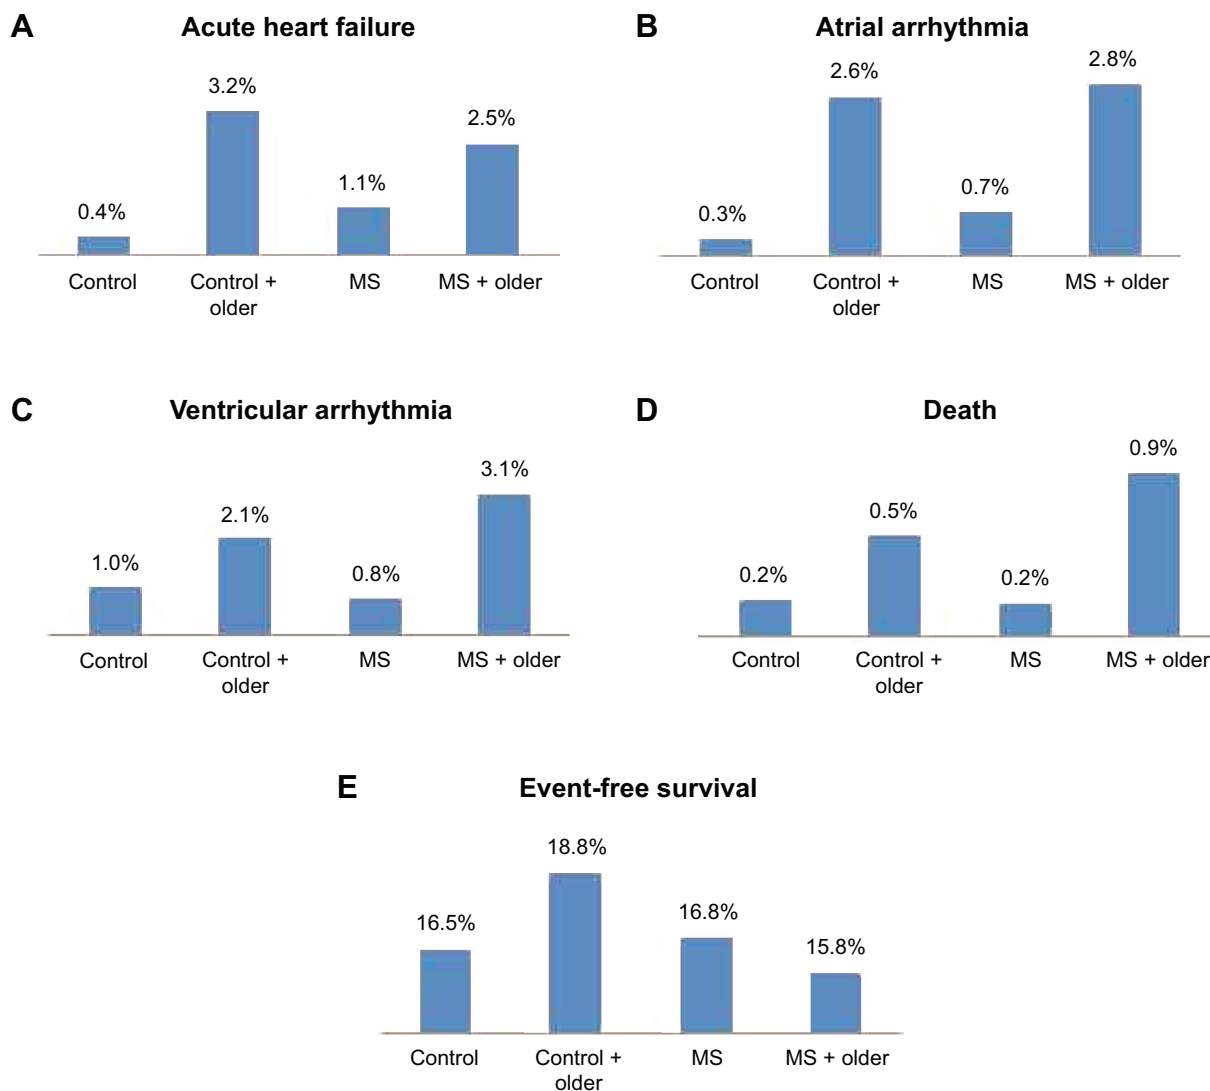 A
Acute heart failure
3.2%
2.5%
1.1%
0.4%
Control
Control +
older
MS
MS + older
B
Atrial arrhythmia
2.6%
2.8%
0.7%
0.3%
Control
Control +
older
MS
MS + older
C
Ventricular arrhythmia
3.1%
2.1%
1.0%
0.8%
Control
Control +
older
MS
MS + older
D
Death
0.9%
0.5%
0.2%
0.2%
Control
Control +
older
MS
MS + older
E
Event-free survival
18.8%
16.5%
16.8%
15.8%
Control
Control +
older
MS
MS + older